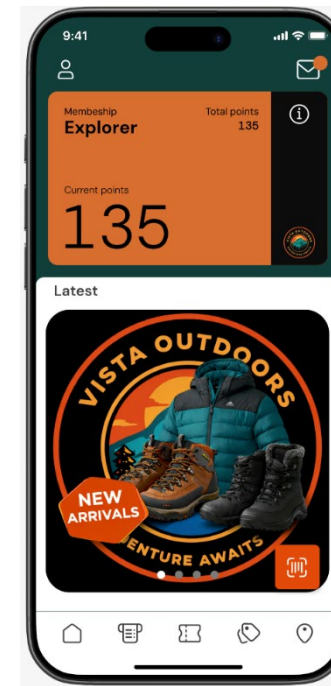 9:41
Membeship
Explorer
Total points
135
Current points
135
Latest
VISTA OUTDOORS
NEW
ARRIVALS
ENTURE AWAITS